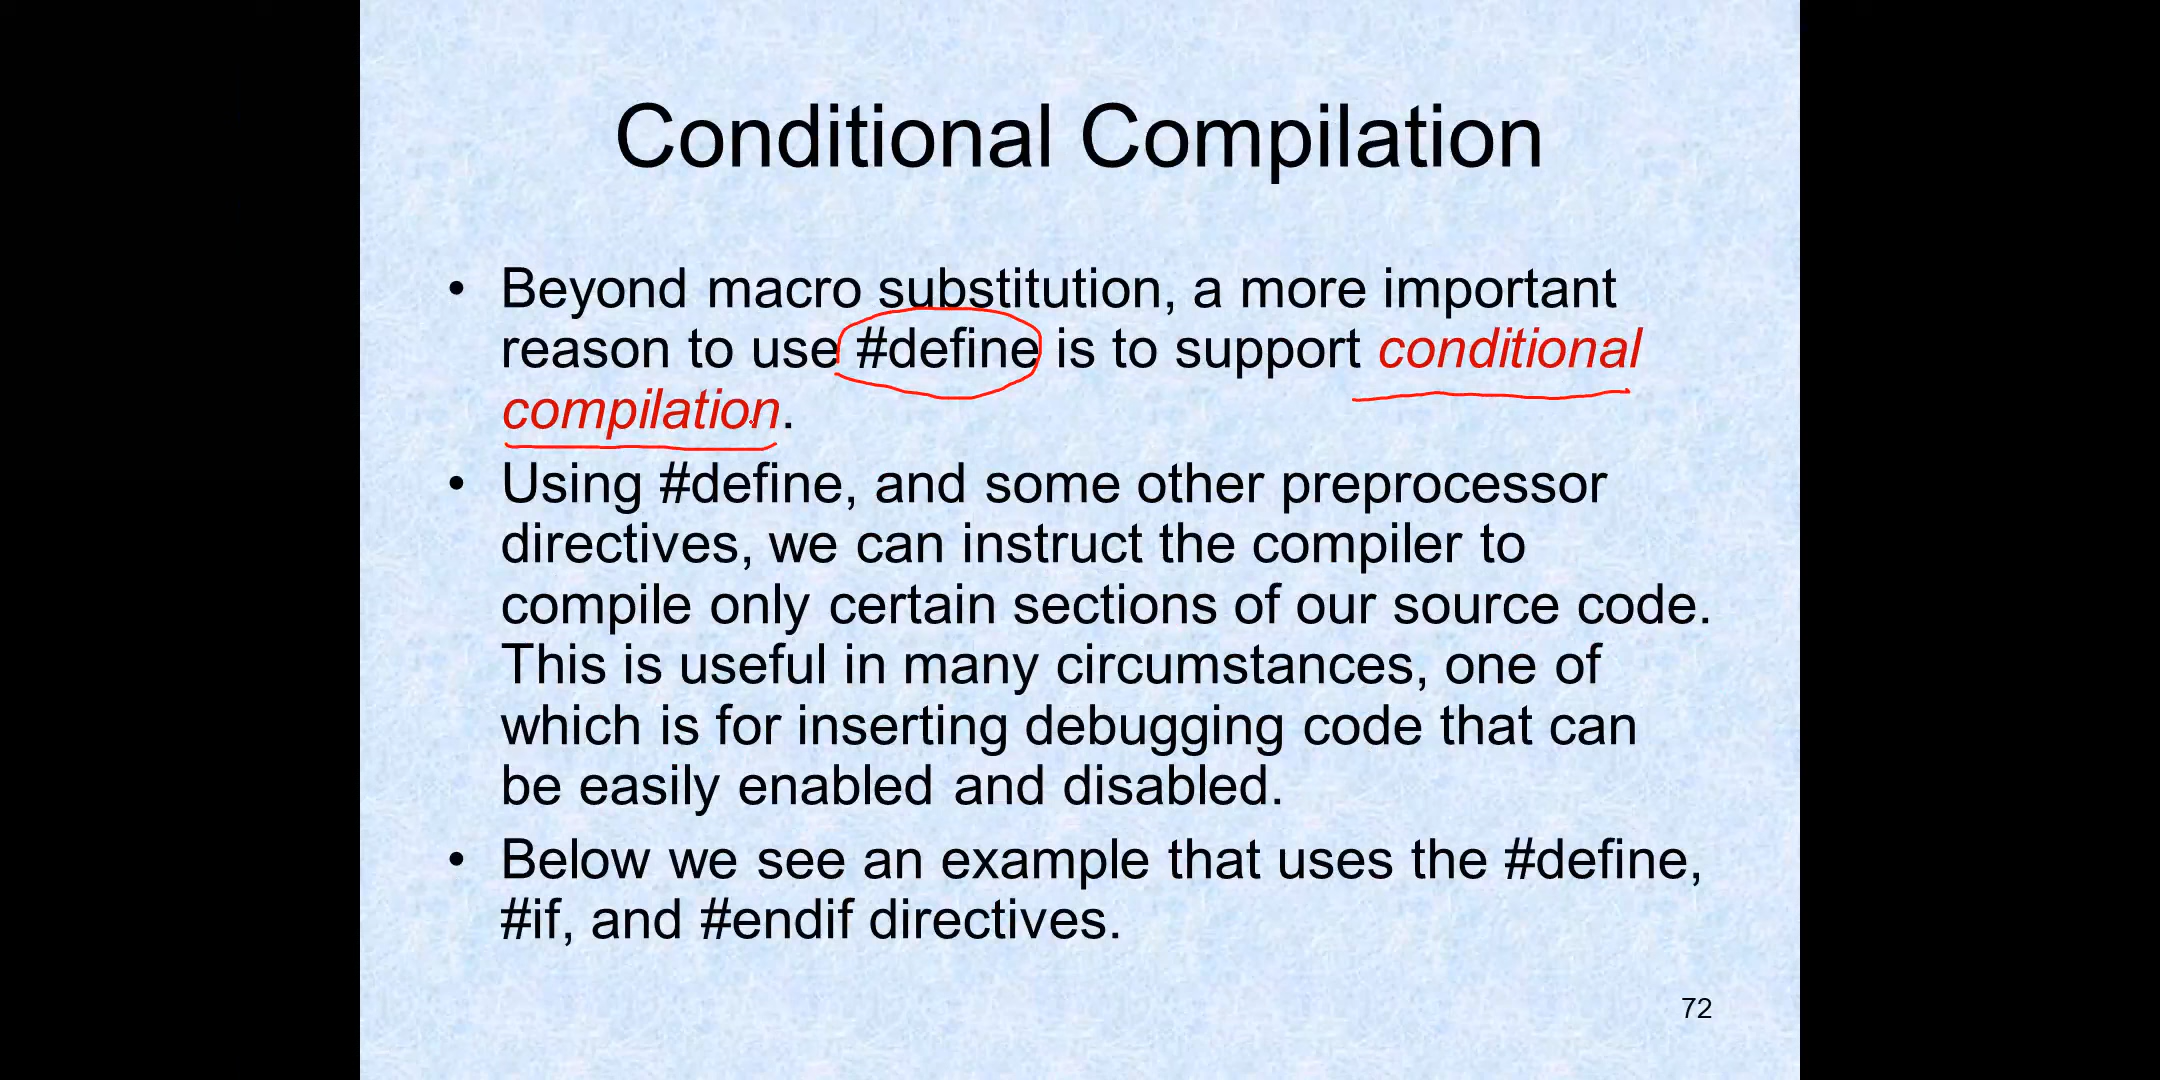 Conditional Compilation
• Beyond macro substitution, a more important
reason to use #define is to support conditional
compilation.
• Using #define, and some other preprocessor
directives, we can instruct the compiler to
compile only certain sections of our source code.
This is useful in many circumstances, one of
which is for inserting debugging code that can
be easily enabled and disabled.
• Below we see an example that uses the #define,
#if, and #endif directives.
72